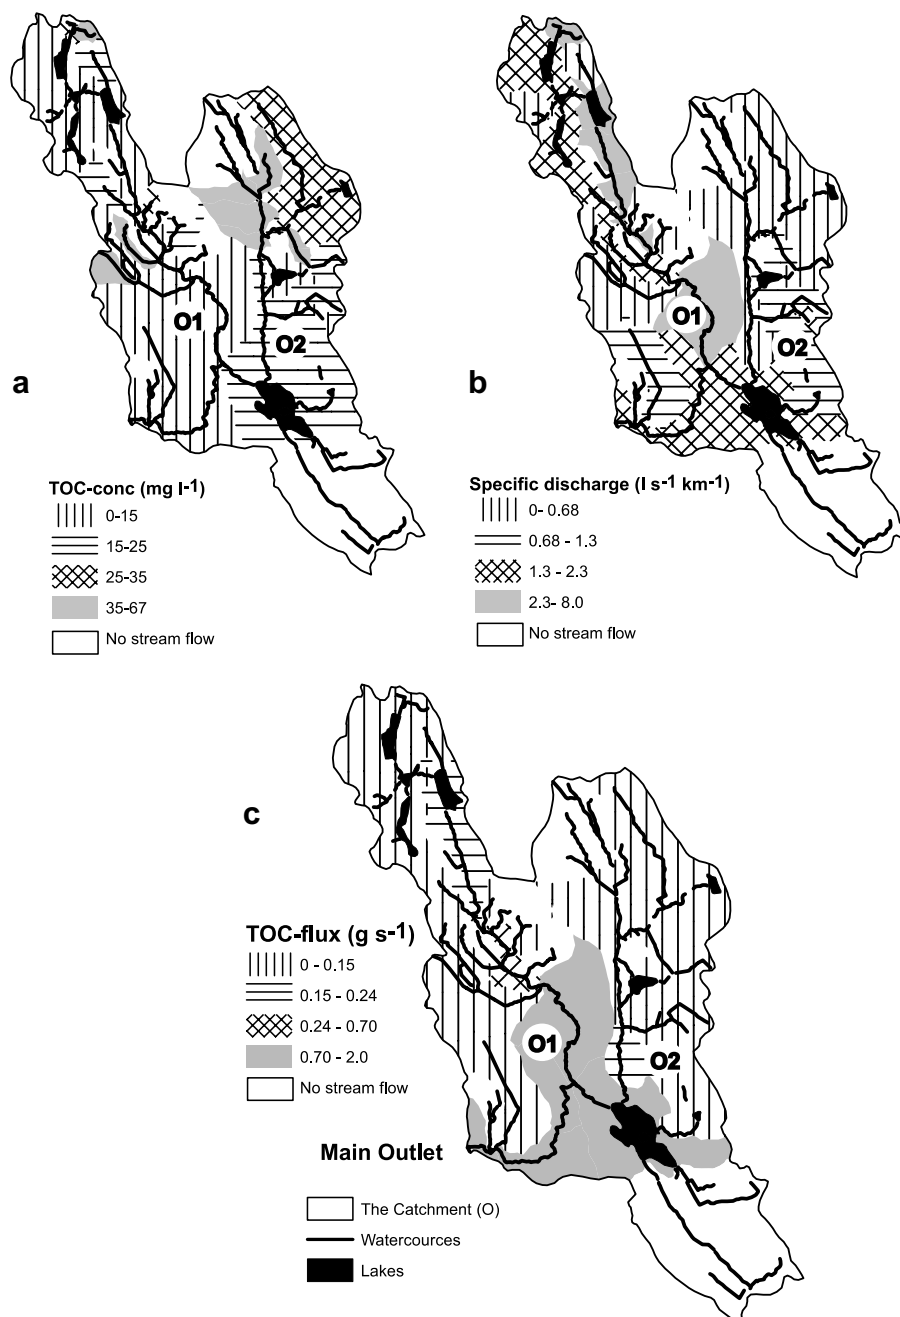 a
O1
O2
TOC-conc (mg l-1)
0-15
15-25
25-35
35-67
No stream flow
b
O1
O2
Specific discharge (l s-1 km-1)
0- 0.68
0.68 - 1.3
1.3 - 2.3
2.3- 8.0
No stream flow
c
O1
O2
TOC-flux (g s-1)
0 - 0.15
0.15 - 0.24
0.24 - 0.70
0.70 - 2.0
No stream flow
Main Outlet
The Catchment (O)
Watercources
Lakes